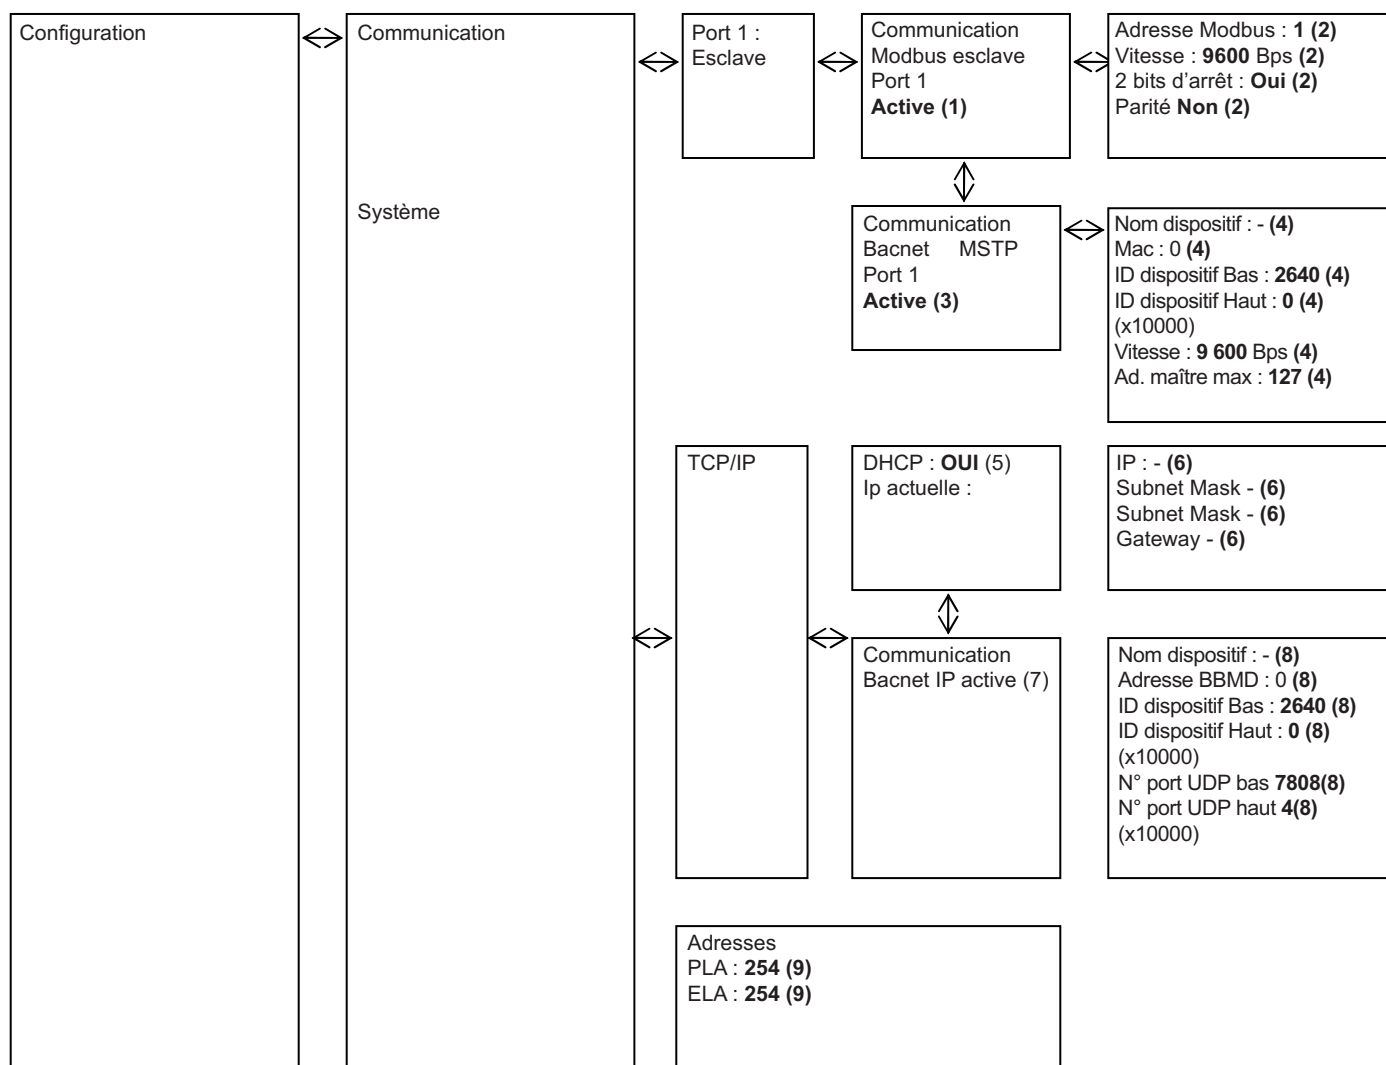 Configuration
Communication
Système
Port 1 :
Esclave
Communication
Modbus esclave
Port 1
Active (1)
Adresse Modbus : 1 (2)
Vitesse : 9600 Bps (2)
2 bits d'arrêt : Oui (2)
Parité Non (2)
Communication
Bacnet MSTP
Port 1
Active (3)
Nom dispositif : - (4)
Mac : 0 (4)
ID dispositif Bas : 2640 (4)
ID dispositif Haut : 0 (4)
(x10000)
Vitesse : 9 600 Bps (4)
Ad. maître max : 127 (4)
TCP/IP
DHCP : OUI (5)
Ip actuelle :
IP : - (6)
Subnet Mask - (6)
Subnet Mask - (6)
Gateway - (6)
Communication
Bacnet IP active (7)
Nom dispositif : - (8)
Adresse BBMD : 0 (8)
ID dispositif Bas : 2640 (8)
ID dispositif Haut : 0 (8)
(x10000)
N° port UDP bas 7808(8)
N° port UDP haut 4(8)
(x10000)
Adresses
PLA : 254 (9)
ELA : 254 (9)